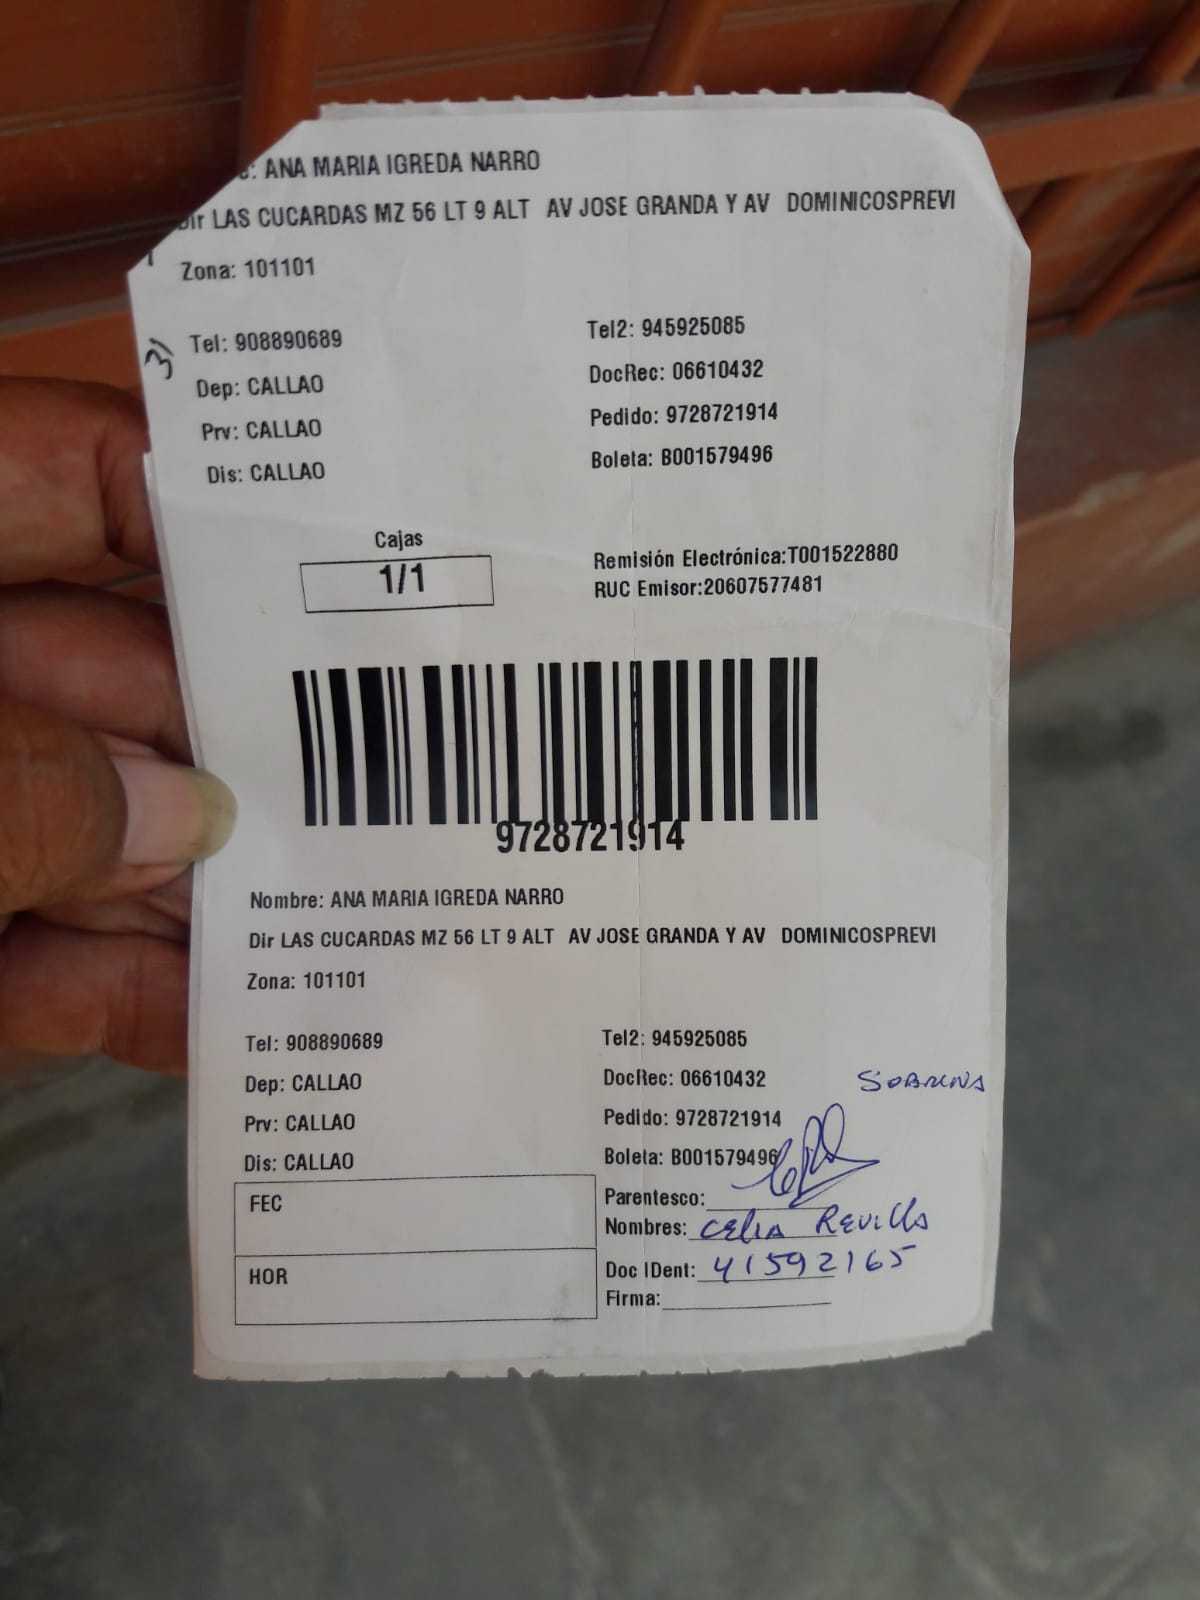 : ANA MARIA IGREDA NARRO
Dir LAS CUCARDAS MZ 56 LT 9 ALT AV JOSE GRANDA Y AV DOMINICOSPREVI
Zona: 101101
3)
Tel: 908890689 Tel2: 945925085
Dep: CALLAO DocRec: 06610432
Prv: CALLAO Pedido: 9728721914
Dis: CALLAO Boleta: B001579496
Cajas
1/1
Remisión Electrónica:T001522880
RUC Emisor:20607577481
9728721914
Nombre: ANA MARIA IGREDA NARRO
Dir LAS CUCARDAS MZ 56 LT 9 ALT AV JOSE GRANDA Y AV DOMINICOSPREVI
Zona: 101101
Tel: 908890689 Tel2: 945925085
Dep: CALLAO DocRec: 06610432 SOBRINA
Prv: CALLAO Pedido: 9728721914
Dis: CALLAO Boleta: B001579496
FEC Parentesco:
Nombres: Celia Revilla
HOR Doc IDent: 41592165
Firma: